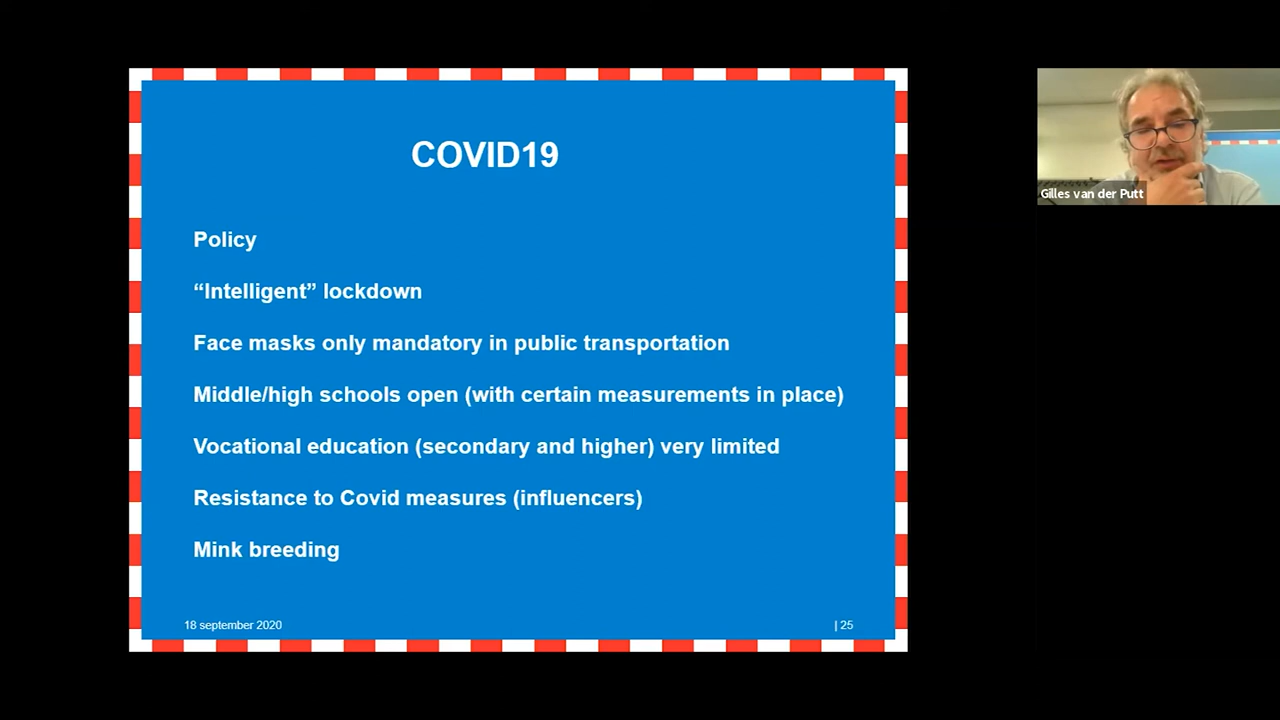 COVID19
Policy
“Intelligent” lockdown
Face masks only mandatory in public transportation
Middle/high schools open (with certain measurements in place)
Vocational education (secondary and higher) very limited
Resistance to Covid measures (influencers)
Mink breeding
18 september 2020
| 25
Gilles van der Putt